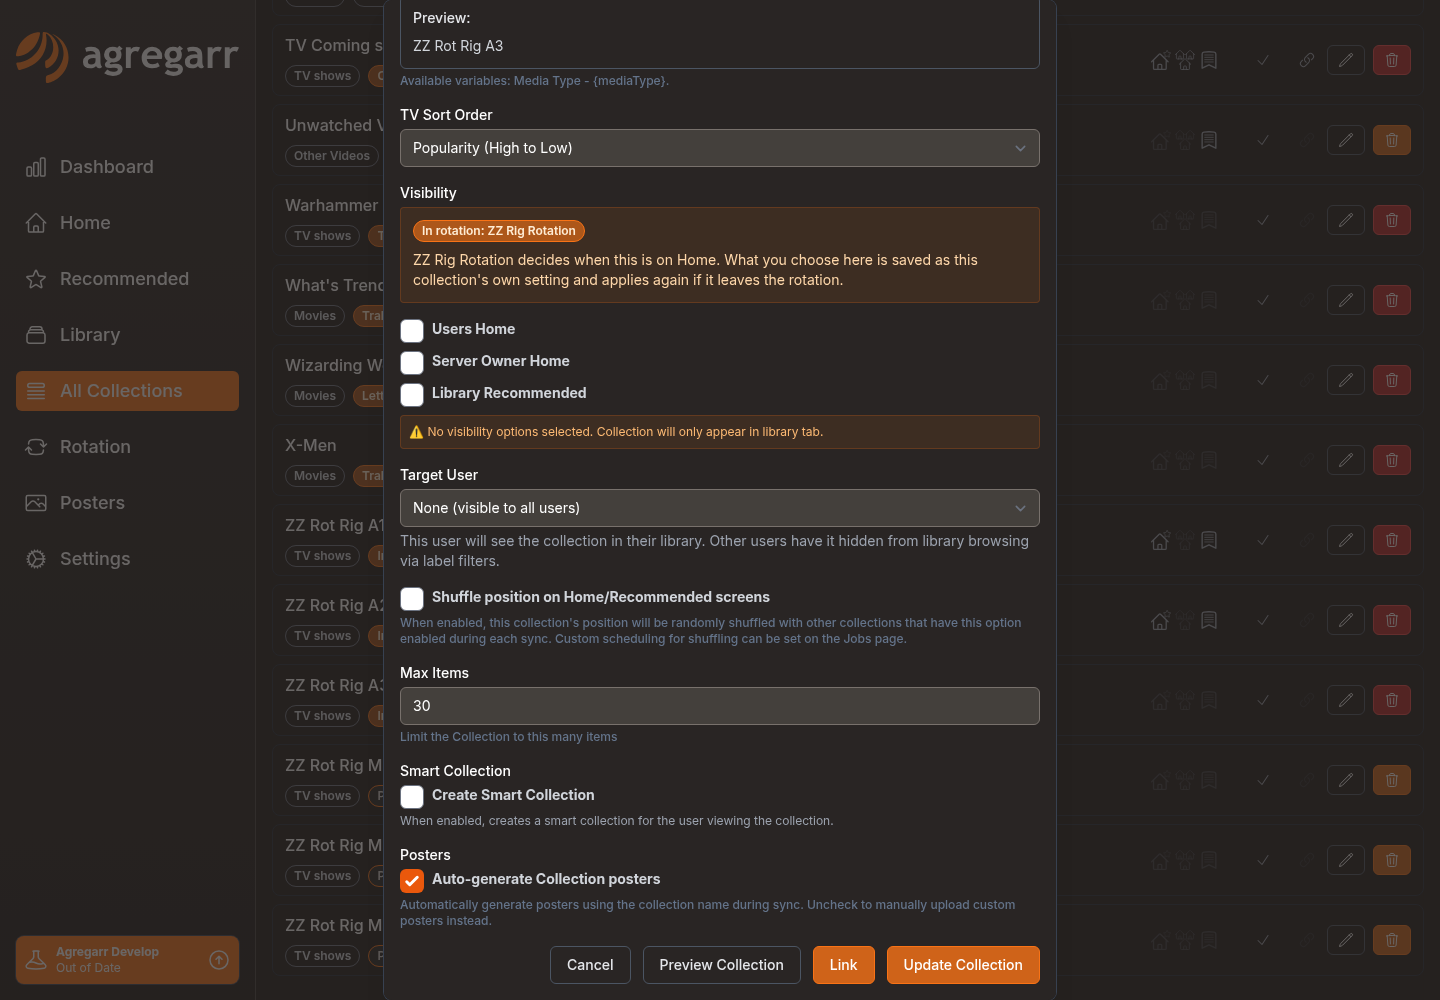 agregarr
Dashboard
Home
Recommended
Library
All Collections
Rotation
Posters
Settings
Agregarr Develop
Out of Date
TV Coming s
TV shows
Unwatched V
Other Videos
Warhammer
TV shows
What's Trend
Movies
Tra
Wizarding W
Movies
Lett
X-Men
Movies
Tra
ZZ Rot Rig A1
TV shows
ZZ Rot Rig A2
TV shows
ZZ Rot Rig A3
TV shows
ZZ Rot Rig M
TV shows
ZZ Rot Rig M
TV shows
ZZ Rot Rig M
TV shows
Preview:
ZZ Rot Rig A3
Available variables: Media Type - {mediaType}.
TV Sort Order
Popularity (High to Low)
Visibility
In rotation: ZZ Rig Rotation
ZZ Rig Rotation decides when this is on Home. What you choose here is saved as this
collection's own setting and applies again if it leaves the rotation.
Users Home
Server Owner Home
Library Recommended
⚠️ No visibility options selected. Collection will only appear in library tab.
Target User
None (visible to all users)
This user will see the collection in their library. Other users have it hidden from library browsing
via label filters.
Shuffle position on Home/Recommended screens
When enabled, this collection's position will be randomly shuffled with other collections that have this option
enabled during each sync. Custom scheduling for shuffling can be set on the Jobs page.
Max Items
30
Limit the Collection to this many items
Smart Collection
Create Smart Collection
When enabled, creates a smart collection for the user viewing the collection.
Posters
Auto-generate Collection posters
Automatically generate posters using the collection name during sync. Uncheck to manually upload custom
posters instead.
Cancel
Preview Collection
Link
Update Collection